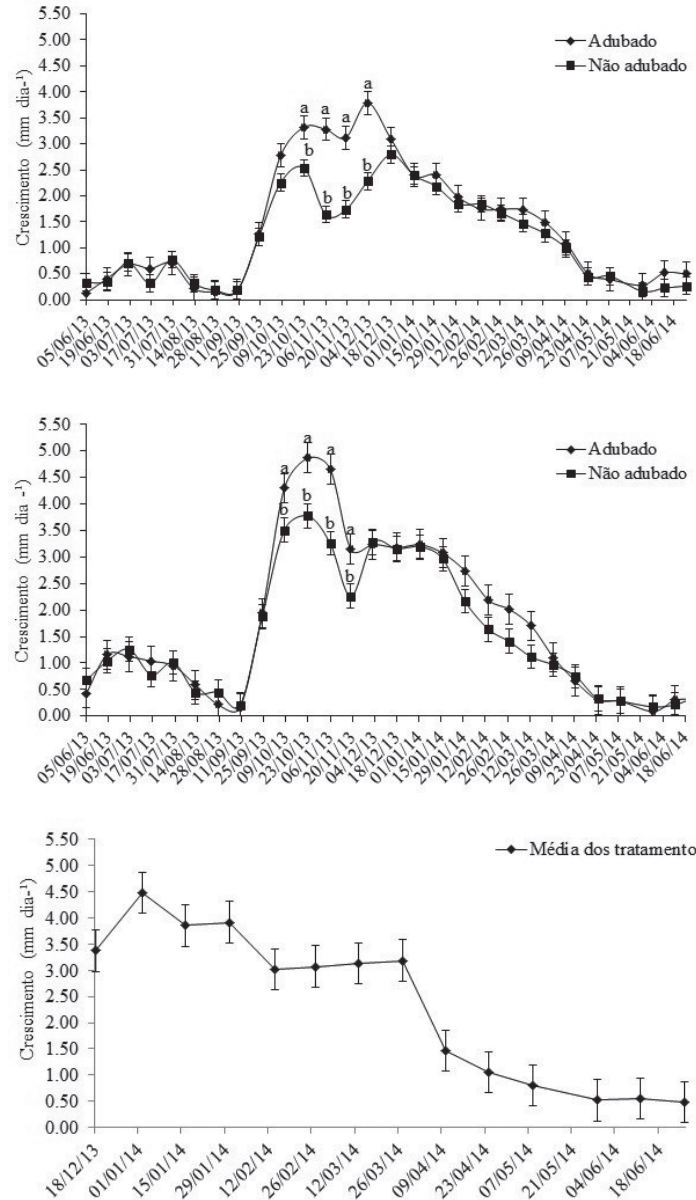 5.50
5.00
4.50
4.00
3.50
3.00
2.50
2.00
1.50
1.00
0.50
0.00
Crescimento (mm dia-¹)
Adubado
Não adubado
a a a a
b b b b
05/06/13 19/06/13 03/07/13 17/07/13 31/07/13 14/08/13 28/08/13 11/09/13 25/09/13 09/10/13 23/10/13 06/11/13 20/11/13 04/12/13 18/12/13 01/01/14 15/01/14 29/01/14 12/02/14 26/02/14 12/03/14 26/03/14 09/04/14 23/04/14 07/05/14 21/05/14 04/06/14 18/06/14
5.50
5.00
4.50
4.00
3.50
3.00
2.50
2.00
1.50
1.00
0.50
0.00
Crescimento (mm dia -¹)
Adubado
Não adubado
a a a a
b b b b
05/06/13 19/06/13 03/07/13 17/07/13 31/07/13 14/08/13 28/08/13 11/09/13 25/09/13 09/10/13 23/10/13 06/11/13 20/11/13 04/12/13 18/12/13 01/01/14 15/01/14 29/01/14 12/02/14 26/02/14 12/03/14 26/03/14 09/04/14 23/04/14 07/05/14 21/05/14 04/06/14 18/06/14
5.50
5.00
4.50
4.00
3.50
3.00
2.50
2.00
1.50
1.00
0.50
0.00
Crescimento (mm dia-¹)
Média dos tratamento
18/12/13 01/01/14 15/01/14 29/01/14 12/02/14 26/02/14 12/03/14 26/03/14 09/04/14 23/04/14 07/05/14 21/05/14 04/06/14 18/06/14